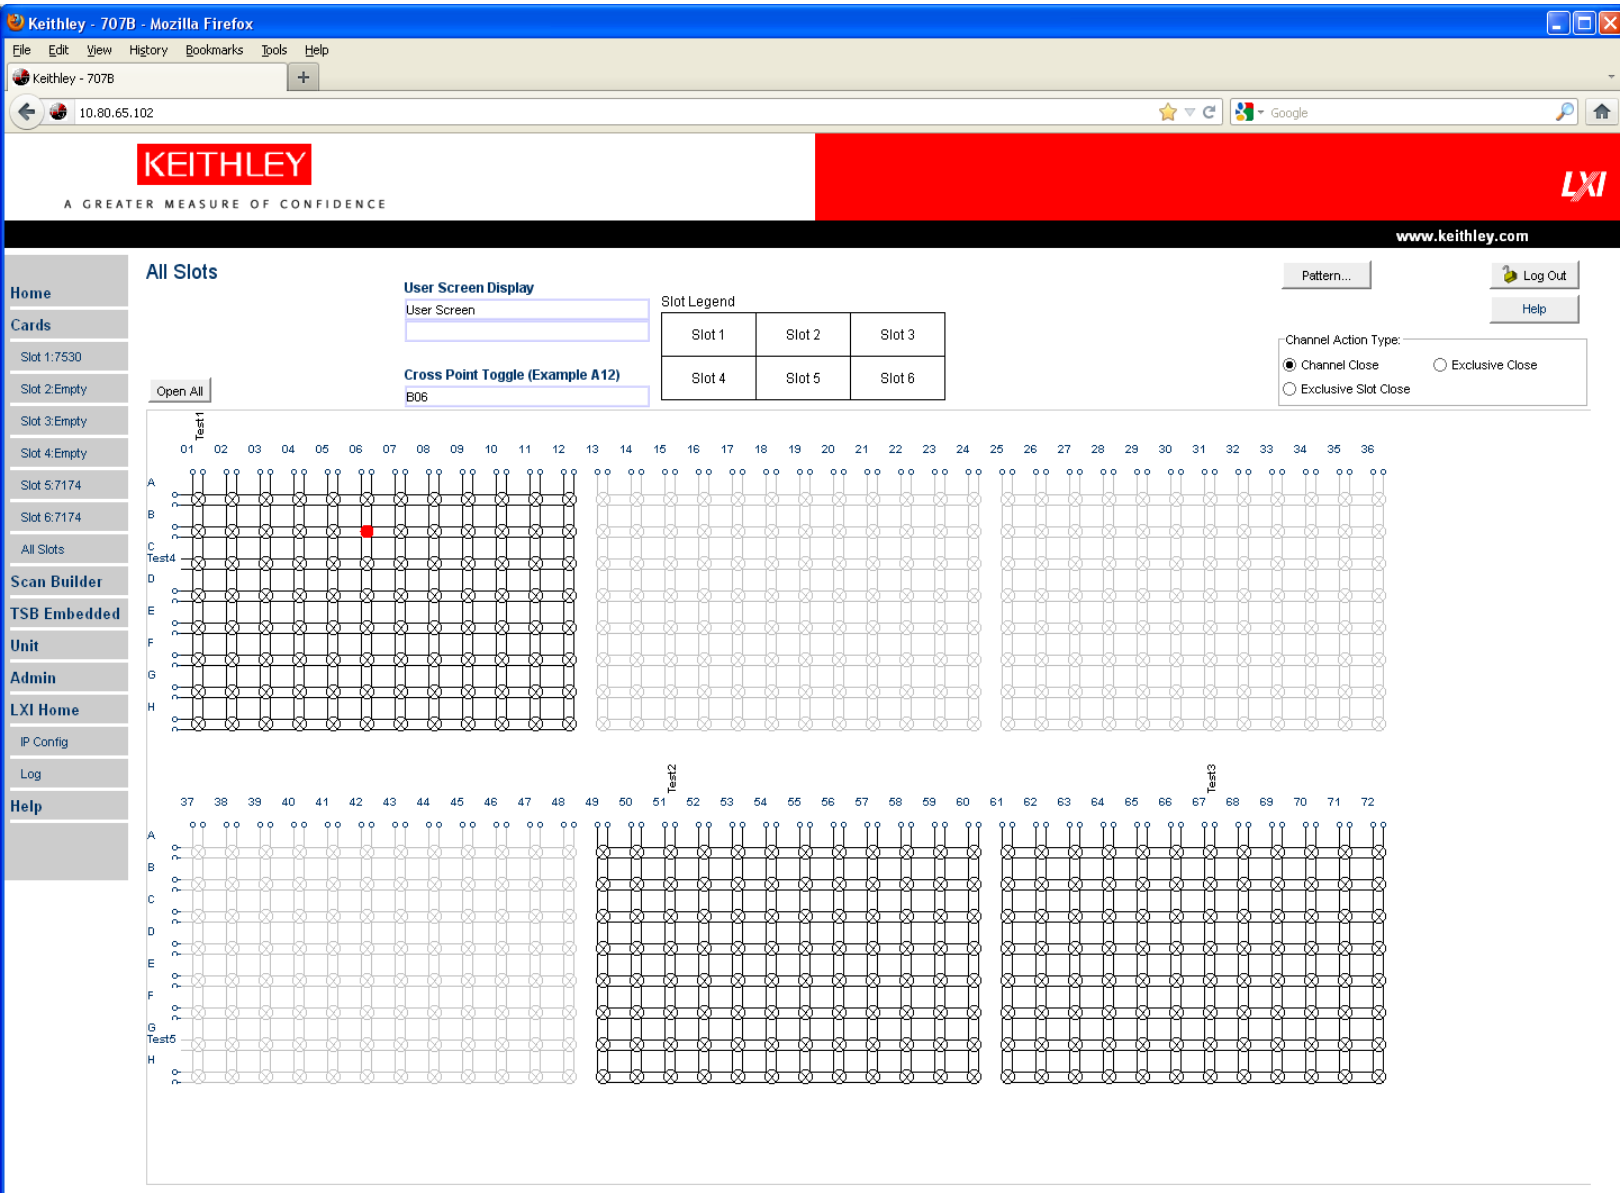 Keithley - 707B - Mozilla Firefox
File Edit View History Bookmarks Tools Help
Keithley - 707B +
10.80.65.102 Google
KEITHLEY
A GREATER MEASURE OF CONFIDENCE
LXI
www.keithley.com
Home
Cards
Slot 1:7530
Slot 2:Empty
Slot 3:Empty
Slot 4:Empty
Slot 5:7174
Slot 6:7174
All Slots
Scan Builder
TSB Embedded
Unit
Admin
LXI Home
IP Config
Log
Help
All Slots
Open All
User Screen Display
User Screen
Cross Point Toggle (Example A12)
B06
Slot Legend
Slot 1 Slot 2 Slot 3
Slot 4 Slot 5 Slot 6
Pattern...
Log Out
Help
Channel Action Type:
Channel Close Exclusive Close
Exclusive Slot Close
Test1
01 02 03 04 05 06 07 08 09 10 11 12 13 14 15 16 17 18 19 20 21 22 23 24 25 26 27 28 29 30 31 32 33 34 35 36
A
B
C
Test4
D
E
F
G
H
Test2 Test3
37 38 39 40 41 42 43 44 45 46 47 48 49 50 51 52 53 54 55 56 57 58 59 60 61 62 63 64 65 66 67 68 69 70 71 72
A
B
C
D
E
F
G
Test5
H